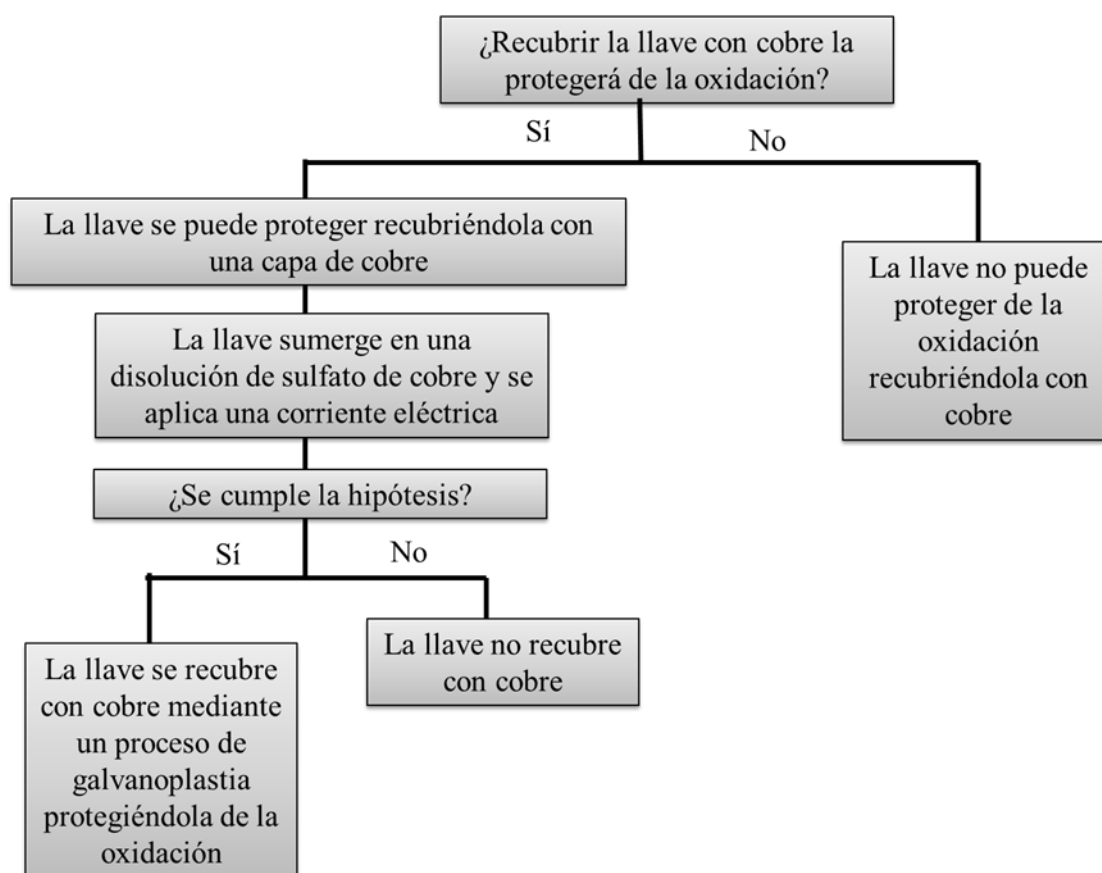 ¿Recubrir la llave con cobre la
protegerá de la oxidación?
Sí
No
La llave se puede proteger recubriéndola con
una capa de cobre
La llave no puede
proteger de la
oxidación
recubriéndola con
cobre
La llave sumerge en una
disolución de sulfato de cobre y se
aplica una corriente eléctrica
¿Se cumple la hipótesis?
Sí
No
La llave se recubre
con cobre mediante
un proceso de
galvanoplastia
protegiéndola de la
oxidación
La llave no recubre
con cobre